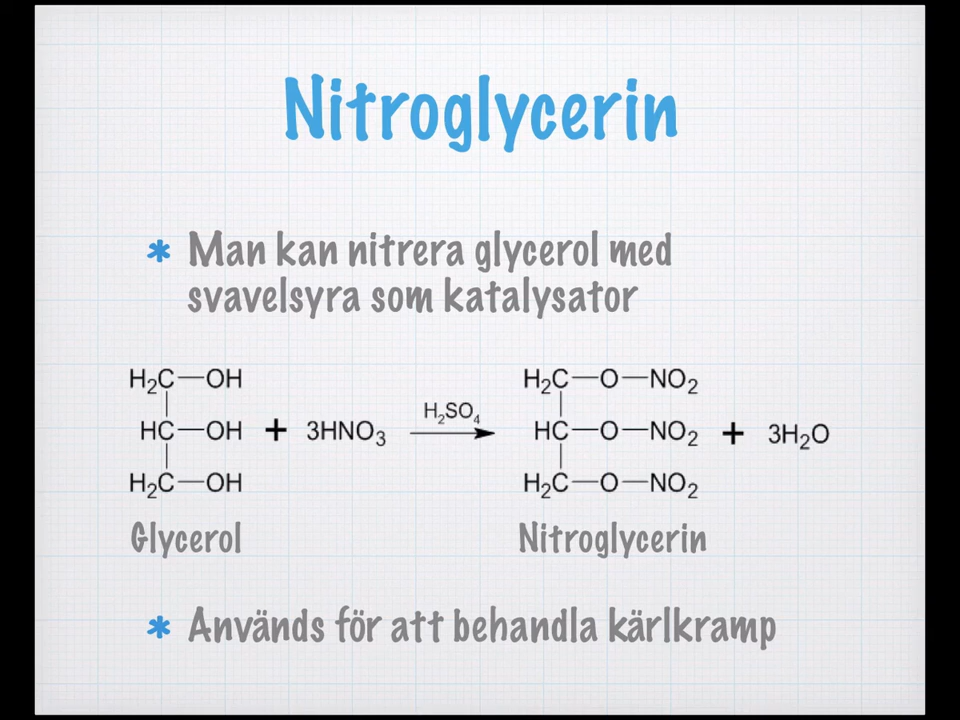 Nitroglycerin
* Man kan nitrera glycerol med
svavelsyra som katalysator
H₂C—OH
HC—OH + 3HNO₃ H₂SO₄ → HC—O—NO₂ + 3H₂O
H₂C—OH
H₂C—O—NO₂
H₂C—O—NO₂
Glycerol Nitroglycerin
* Används för att behandla kärlkramp